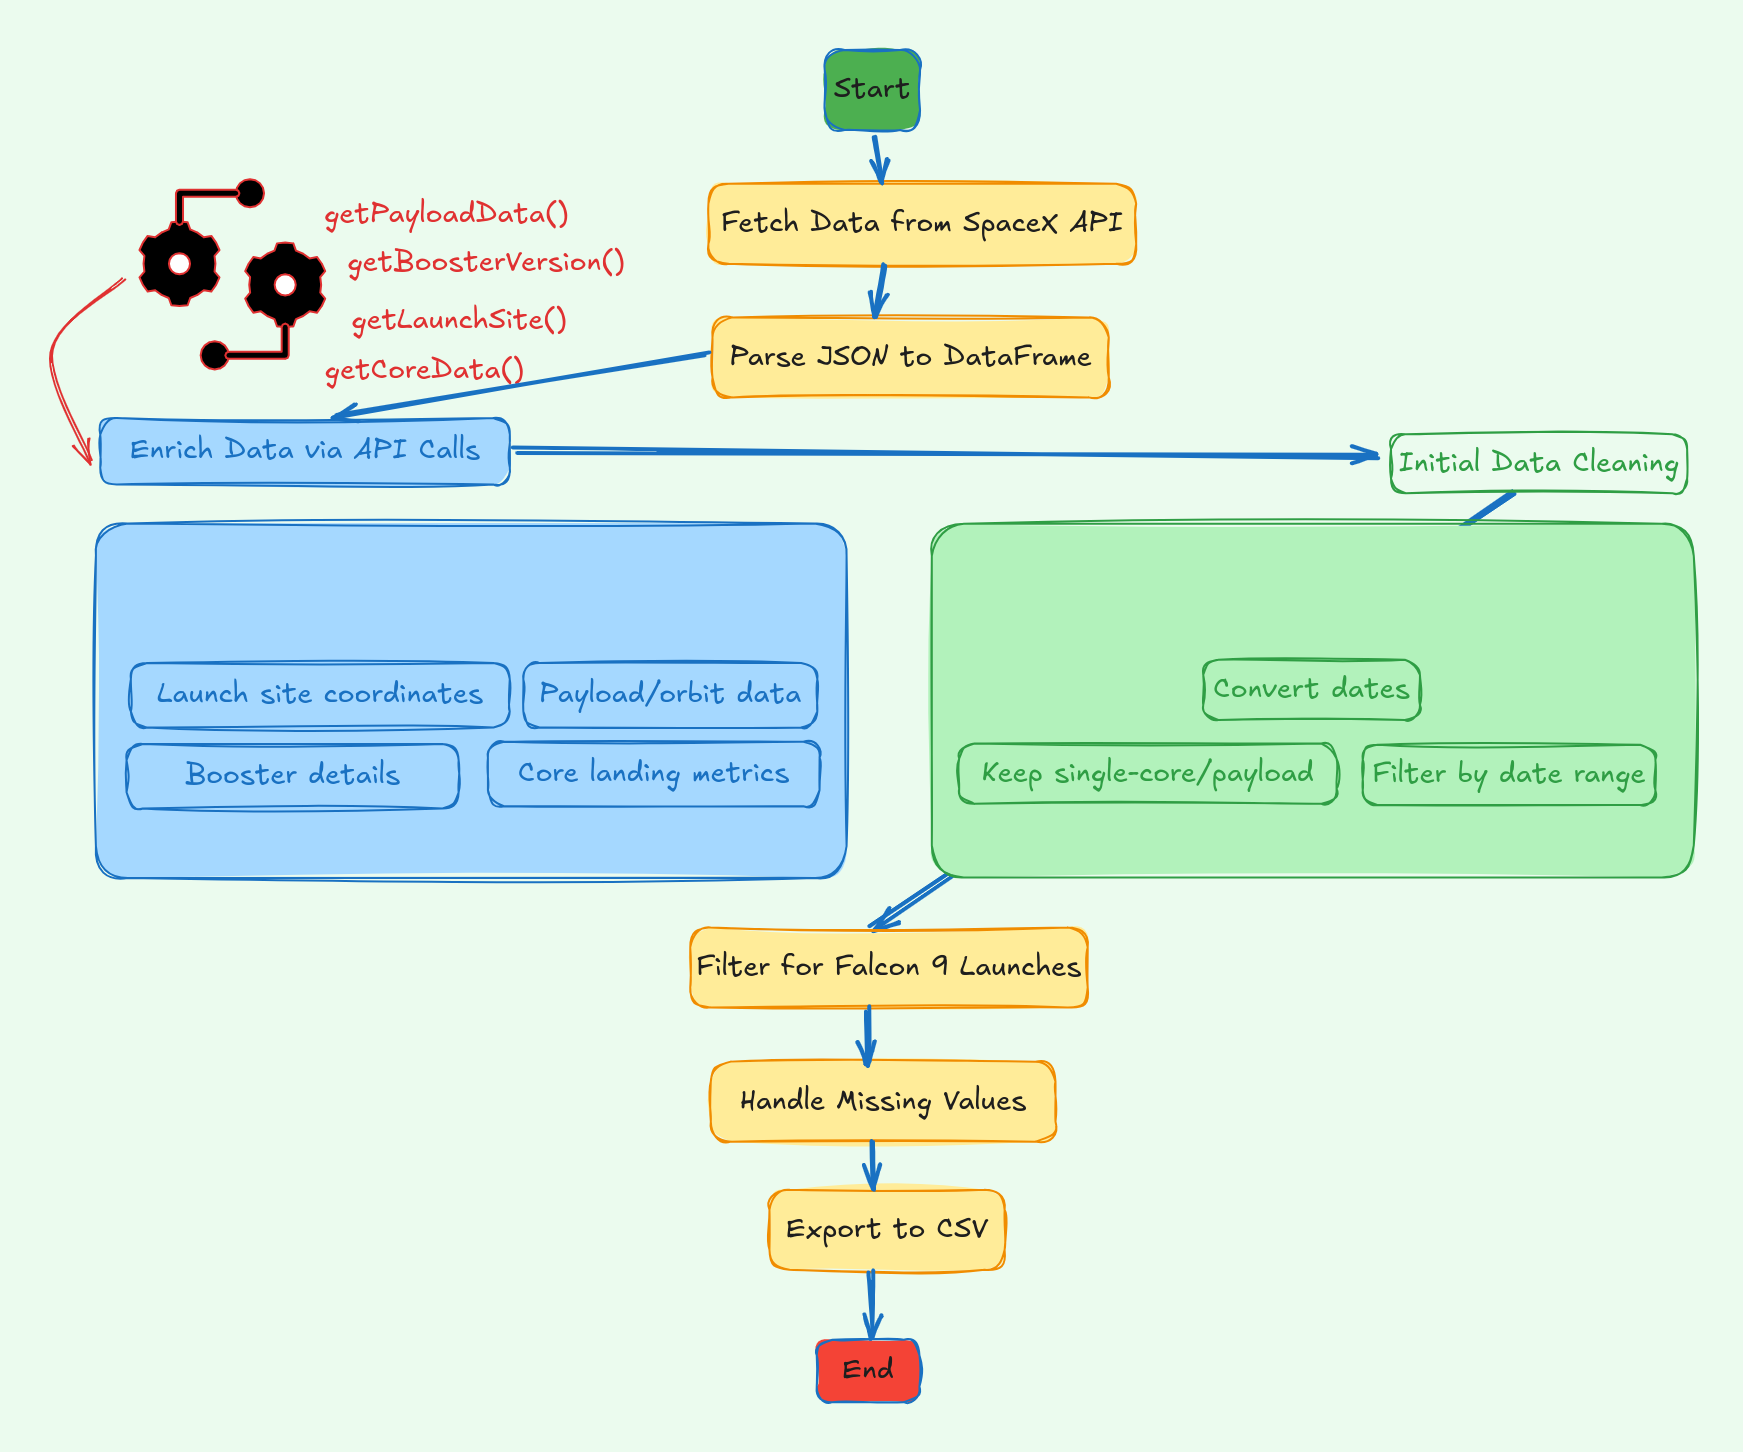 Start
Fetch Data from SpaceX API
getPayloadData()
getBoosterVersion()
getLaunchSite()
getCoreData()
Parse JSON to DataFrame
Enrich Data via API Calls
Initial Data Cleaning
Launch site coordinates
Payload/orbit data
Booster details
Core landing metrics
Convert dates
Keep single-core/payload
Filter by date range
Filter for Falcon 9 Launches
Handle Missing Values
Export to CSV
End